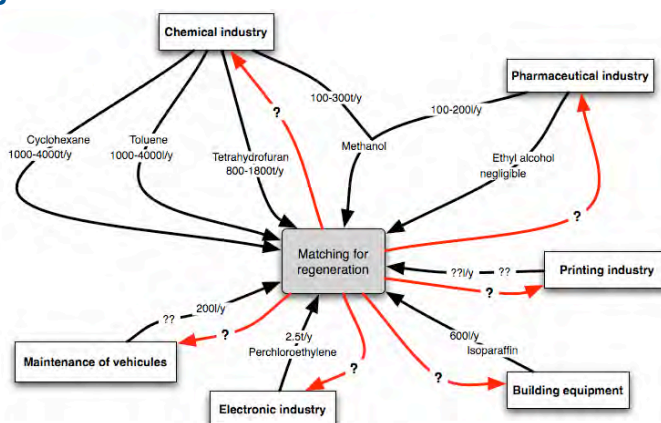 Chemical industry
Pharmaceutical industry
?
100-300t/y
100-200l/y
Cyclohexane
1000-4000t/y
Toluene
1000-4000l/y
Tetrahydrofuran
800-1800t/y
Methanol
Ethyl alcohol
negligible
?
Matching for
regeneration
??l/y
??
Printing industry
?
??
200l/y
?
Maintenance of vehicules
2.5t/y
Perchloroethylene
?
Electronic industry
600l/y
Isoparaffin
?
Building equipment